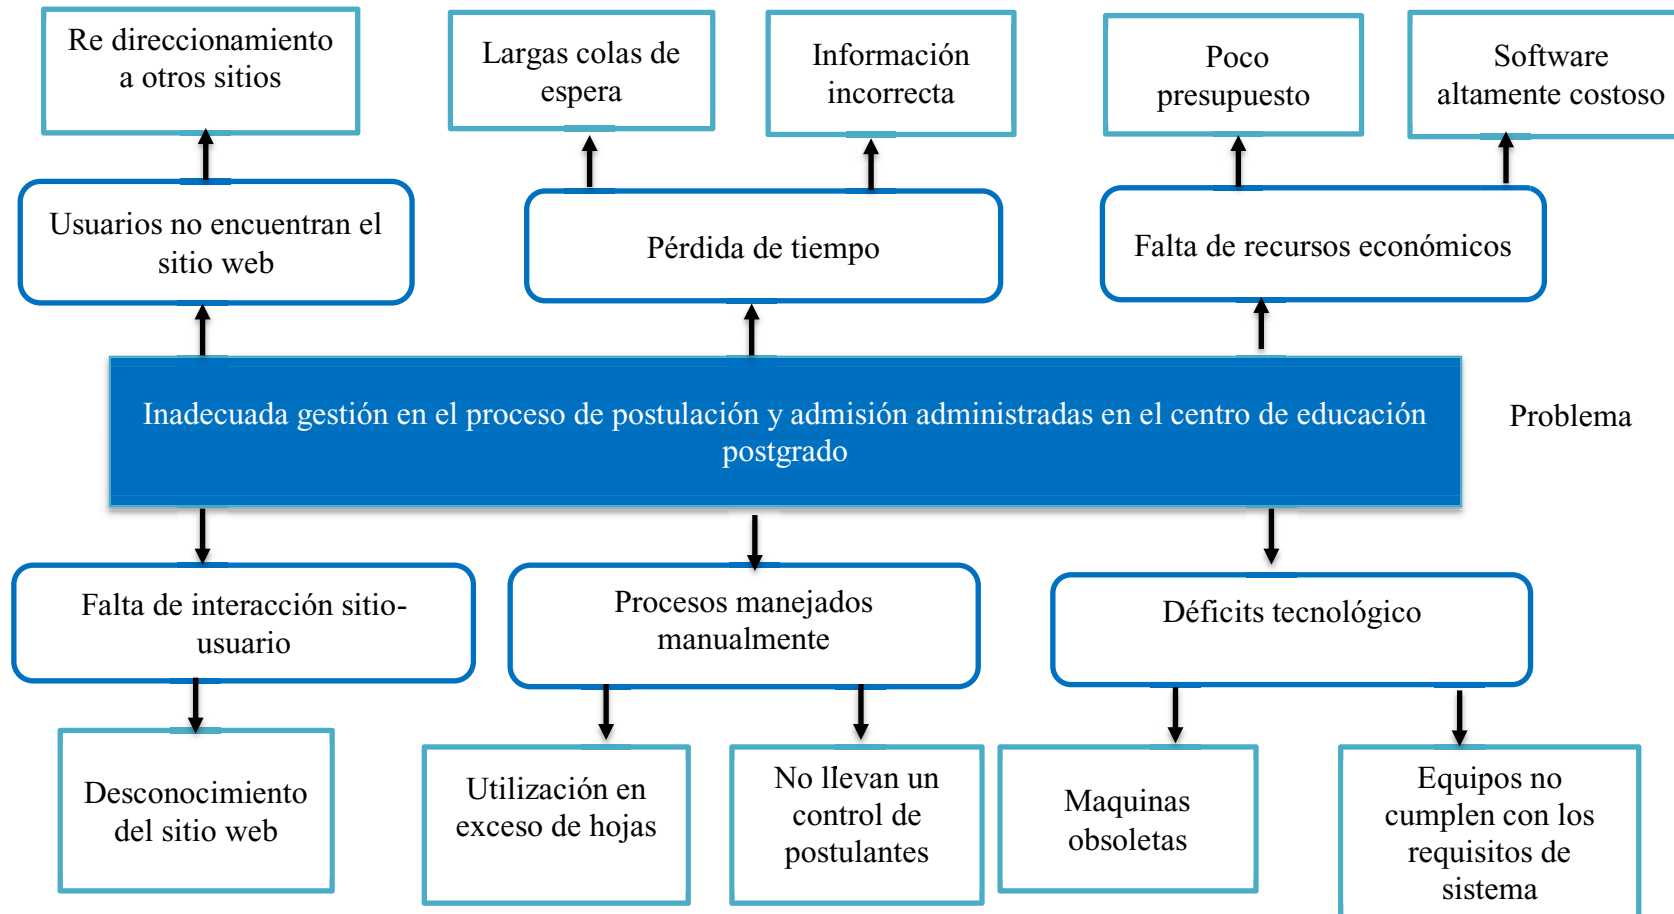 Re direccionamiento
a otros sitios
Largas colas de
espera
Información
incorrecta
Poco
presupuesto
Software
altamente costoso
Usuarios no encuentran el
sitio web
Pérdida de tiempo
Falta de recursos económicos
Inadecuada gestión en el proceso de postulación y admisión administradas en el centro de educación
postgrado
Problema
Falta de interacción sitio-
usuario
Procesos manejados
manualmente
Déficits tecnológico
Desconocimiento
del sitio web
Utilización en
exceso de hojas
No llevan un
control de
postulantes
Maquinas
obsoletas
Equipos no
cumplen con los
requisitos de
sistema